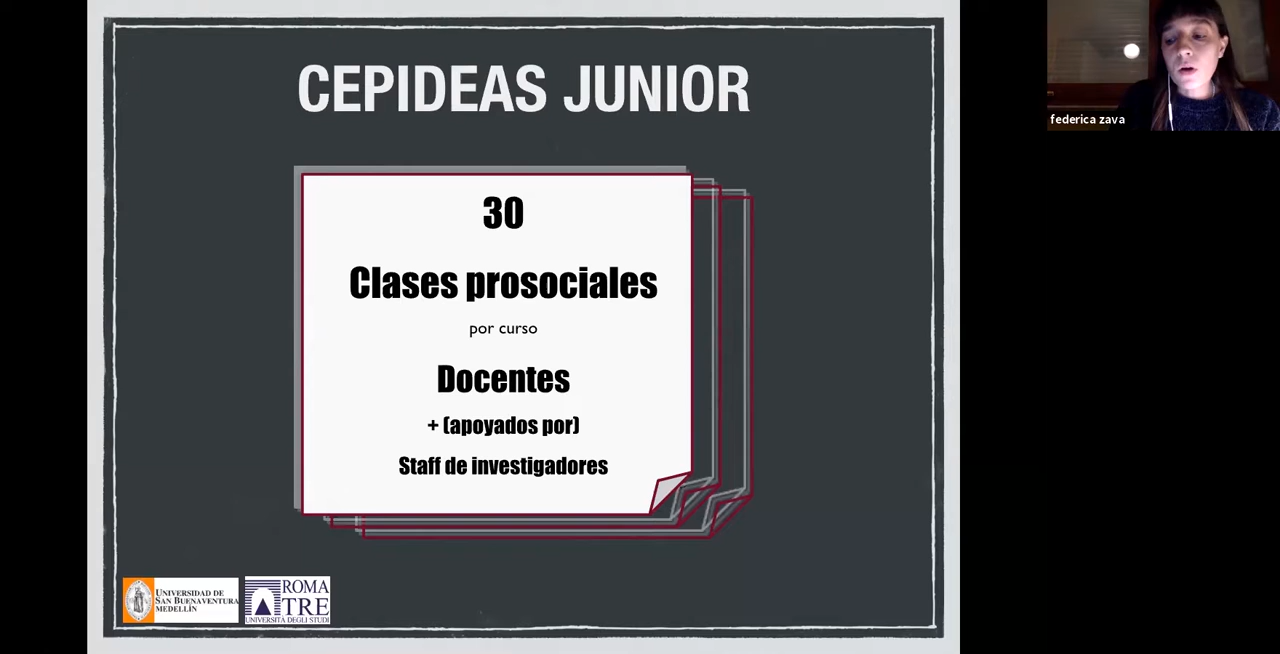 CEPIDEAS JUNIOR
30
Clases prosociales
por curso
Docentes
+ (apoyados por)
Staff de investigadores
UNIVERSIDAD DE
SAN BUENAVENTURA
MEDELLÍN
ROMA
TRE
UNIVERSITÀ DEGLI STUDI
federica zava